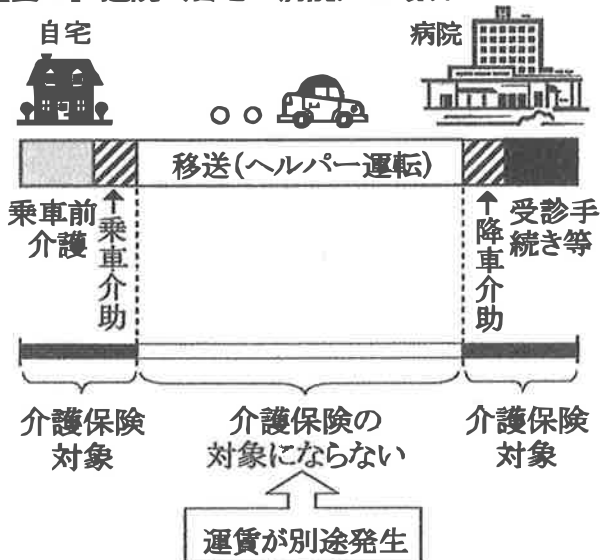 自宅
病院
移送(ヘルパー運転)
乗車前
介護
乗車介助
降車介助
受診手
続き等
介護保険
対象
介護保険の
対象にならない
介護保険
対象
運賃が別途発生